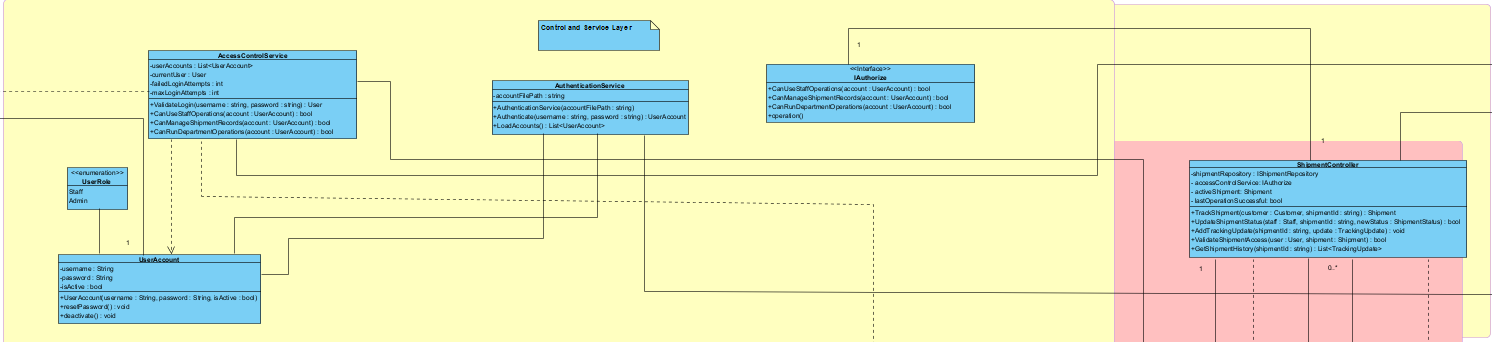 Control and Service Layer
AccessControlService
-userAccounts : List<UserAccount>
-currentUser : User
-failedLoginAttempts : int
-maxLoginAttempts : int
+ValidateLogin(username : string, password : string) : User
+CanUseStaffOperations(account : UserAccount) : bool
+CanManageShipmentRecords(account : UserAccount) : bool
+CanRunDepartmentOperations(account : UserAccount) : bool
AuthenticationService
-accountFilePath : string
+AuthenticationService(accountFilePath : string)
+Authenticate(username : string, password : string) : UserAccount
+LoadAccounts() : List<UserAccount>
1
<<Interface>>
IAuthorize
+CanUseStaffOperations(account : UserAccount) : bool
+CanManageShipmentRecords(account : UserAccount) : bool
+CanRunDepartmentOperations(account : UserAccount) : bool
+operation()
1
ShipmentController
-shipmentRepository : IShipmentRepository
- accessControlService: IAuthorize
- activeShipment: Shipment
- lastOperationSuccessful: bool
+TrackShipment(customer : Customer, shipmentId : string) : Shipment
+UpdateShipmentStatus(staff : Staff, shipmentId : string, newStatus : ShipmentStatus) : bool
+AddTrackingUpdate(shipmentId : string, update : TrackingUpdate) : void
+ValidateShipmentAccess(user : User, shipment : Shipment) : bool
+GetShipmentHistory(shipmentId : string) : List<TrackingUpdate>
1
0..*
<<enumeration>>
UserRole
Staff
Admin
1
UserAccount
-username : String
-password : String
-isActive : bool
+UserAccount(username : String, password : String, isActive : bool)
+resetPassword() : void
+deactivate() : void